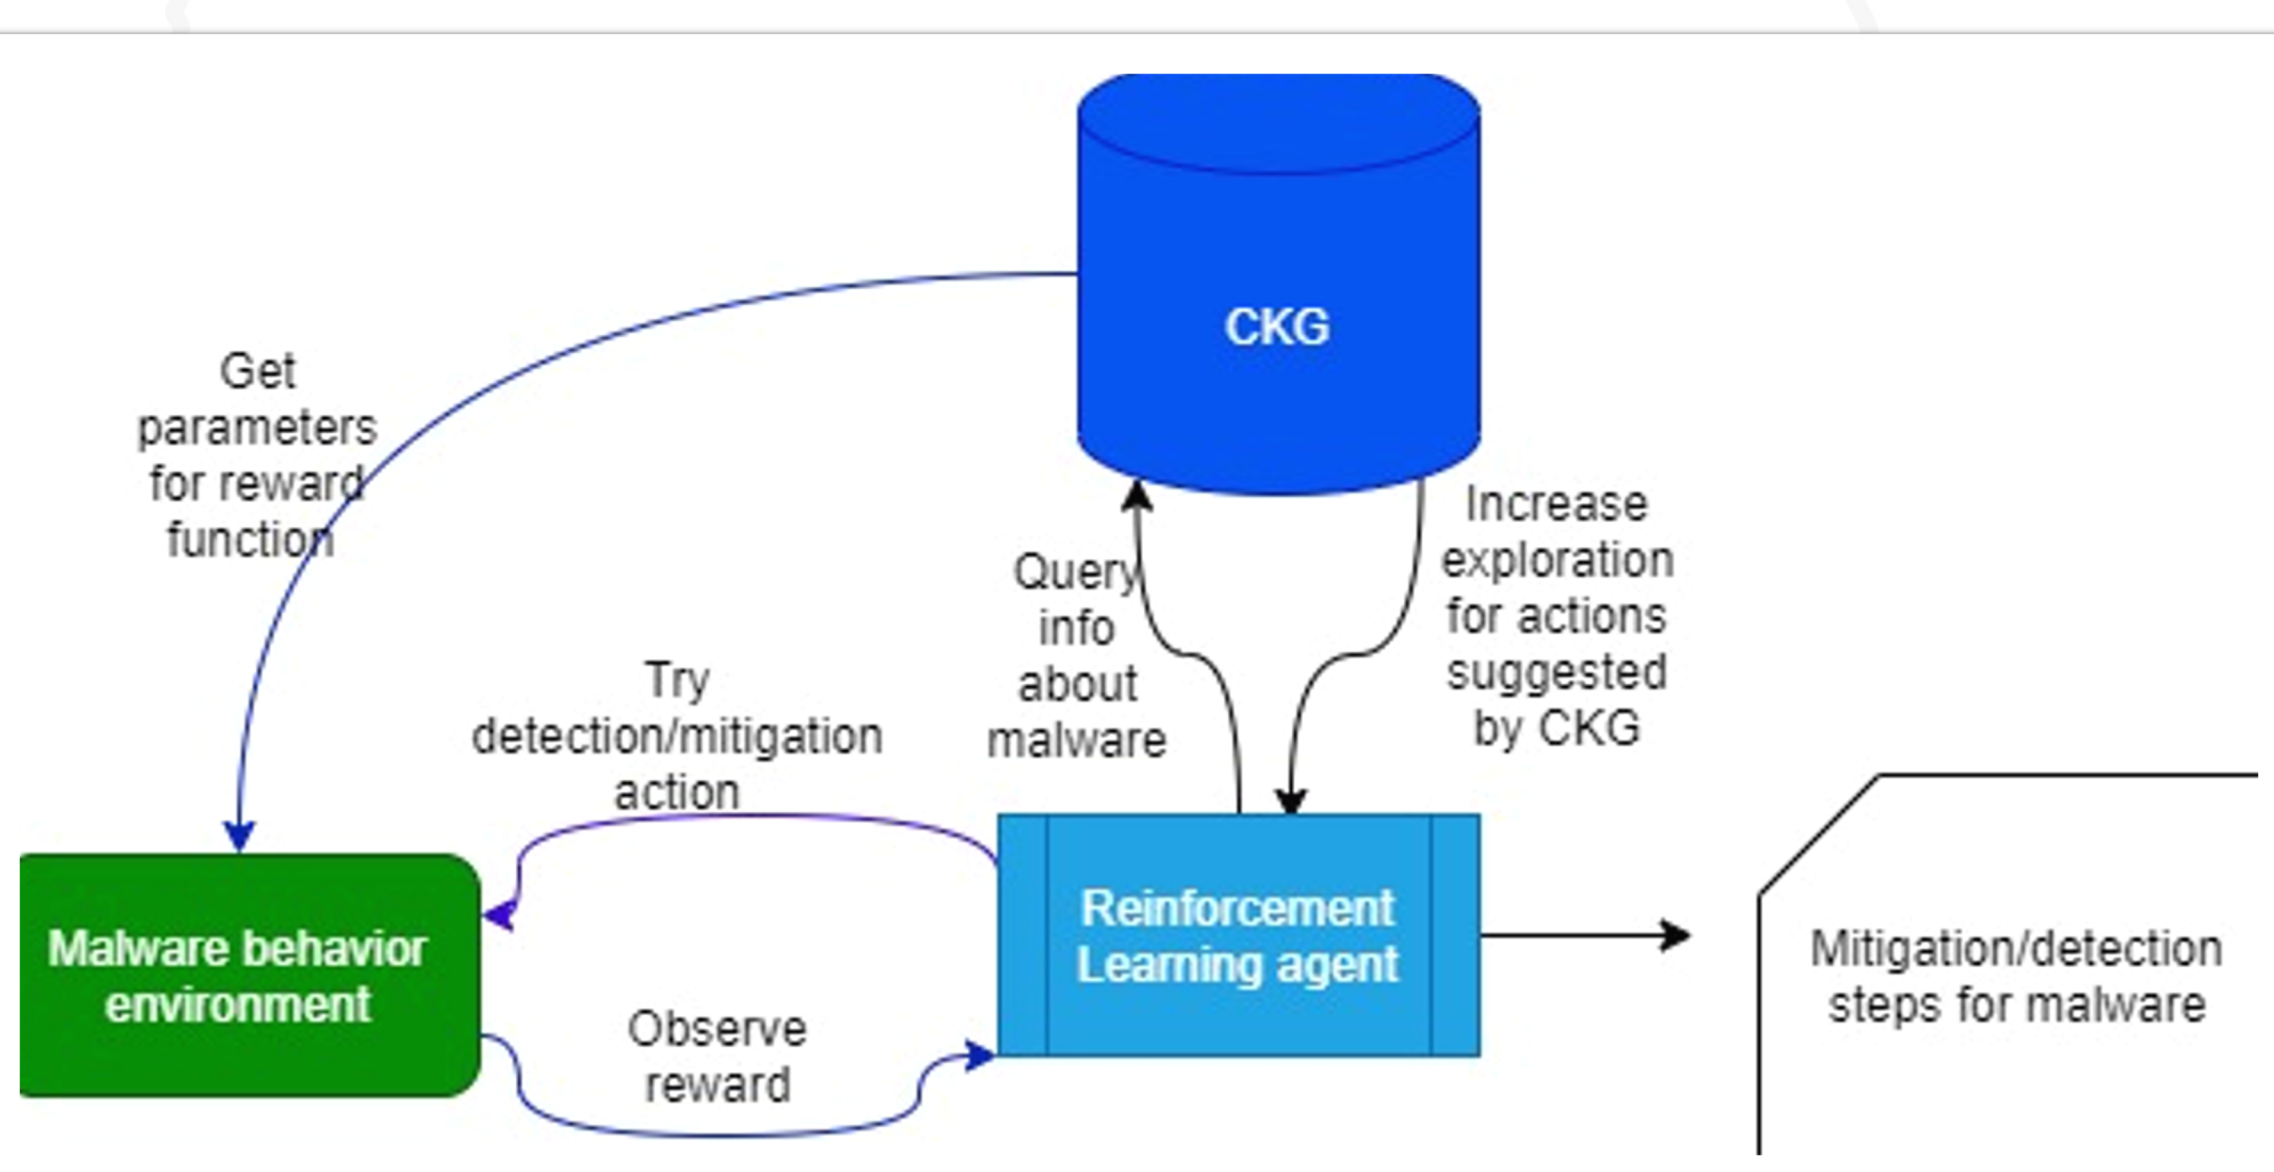 CKG
Get
parameters
for reward
function
Increase
exploration
for actions
suggested
by CKG
Query
info
about
malware
Try
detection/mitigation
action
Reinforcement
Learning agent
Malware behavior
environment
Mitigation/detection
steps for malware
Observe
reward